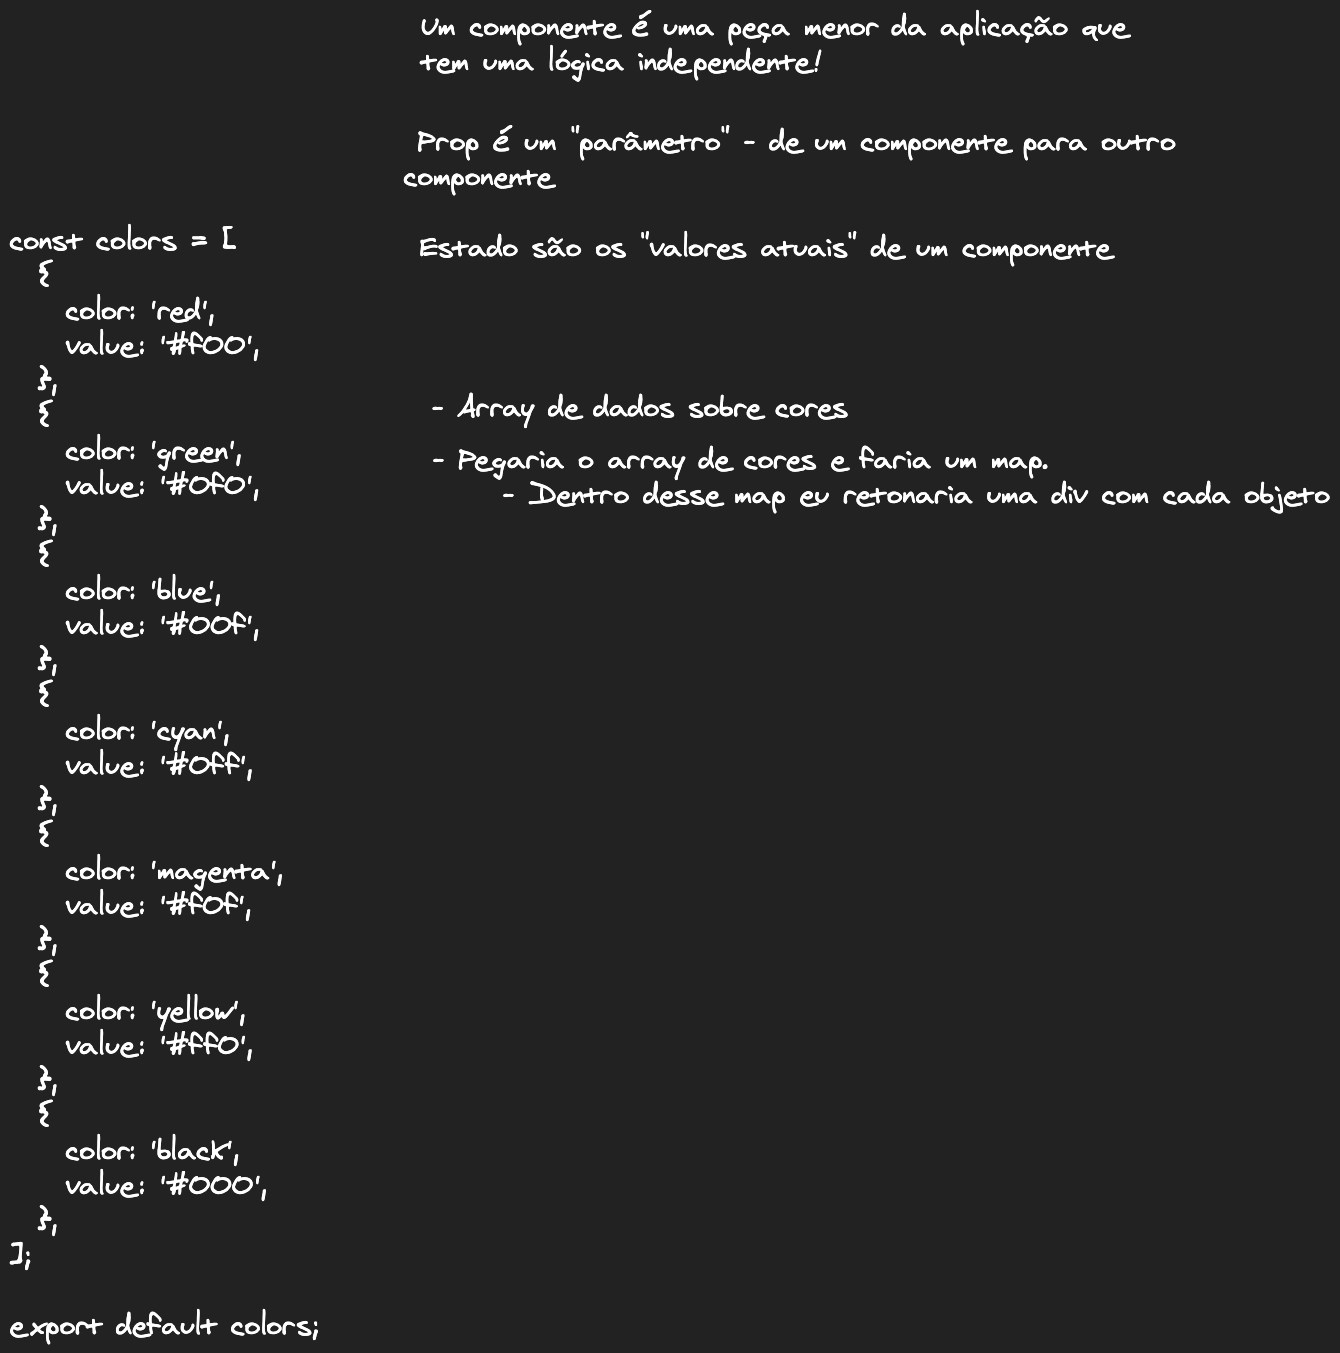 Um componente é uma peça menor da aplicação que
tem uma lógica independente!
Prop é um "parâmetro" - de um componente para outro
componente
Estado são os "valores atuais" de um componente
- Array de dados sobre cores
- Pegaria o array de cores e faria um map.
- Dentro desse map eu retonaria uma div com cada objeto
const colors = [
{
color: 'red',
value: '#f00',
},
{
color: 'green',
value: '#0f0',
},
{
color: 'blue',
value: '#00f',
},
{
color: 'cyan',
value: '#0ff',
},
{
color: 'magenta',
value: '#f0f',
},
{
color: 'yellow',
value: '#ff0',
},
{
color: 'black',
value: '#000',
},
];
export default colors;